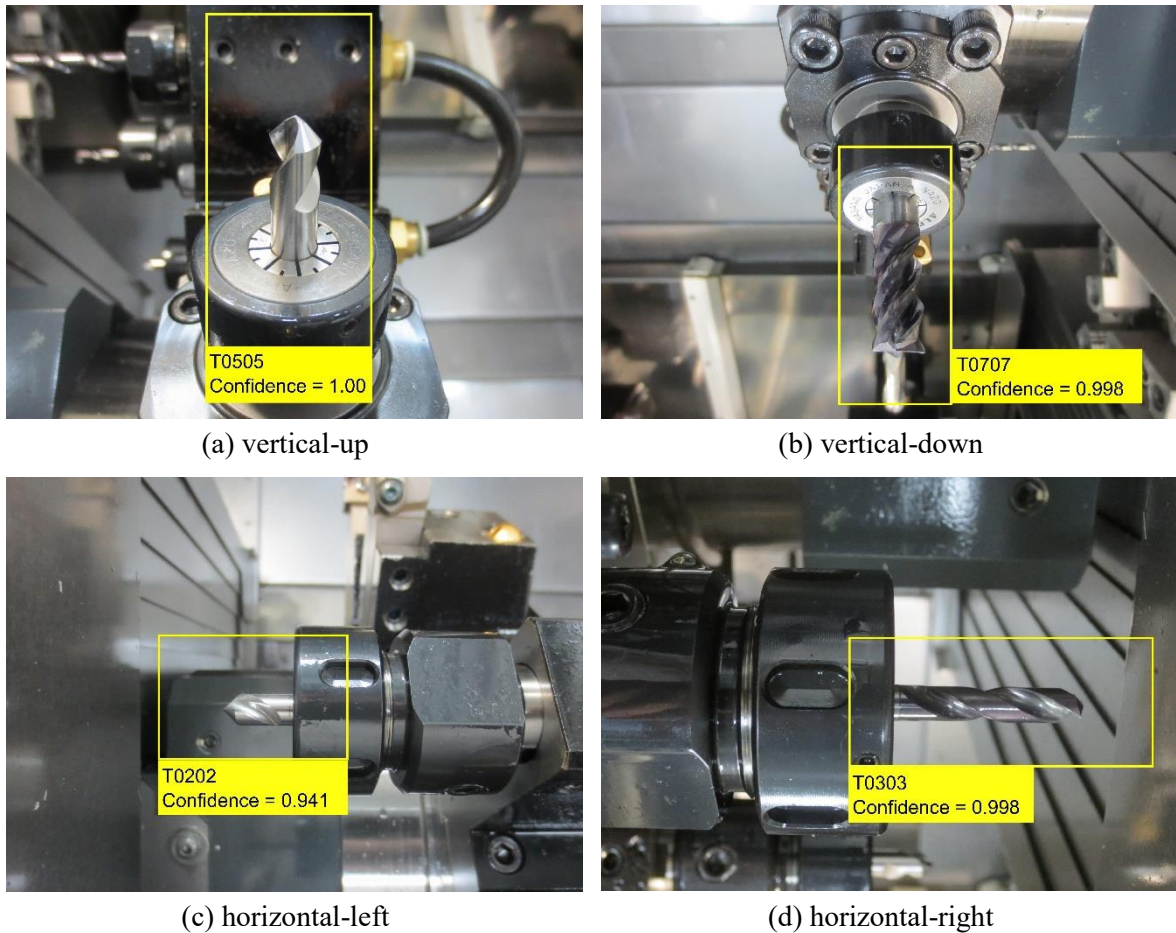 T0505
Confidence = 1.00
(a) vertical-up
JAPAN
T0707
Confidence = 0.998
(b) vertical-down
T0202
Confidence = 0.941
(c) horizontal-left
T0303
Confidence = 0.998
(d) horizontal-right